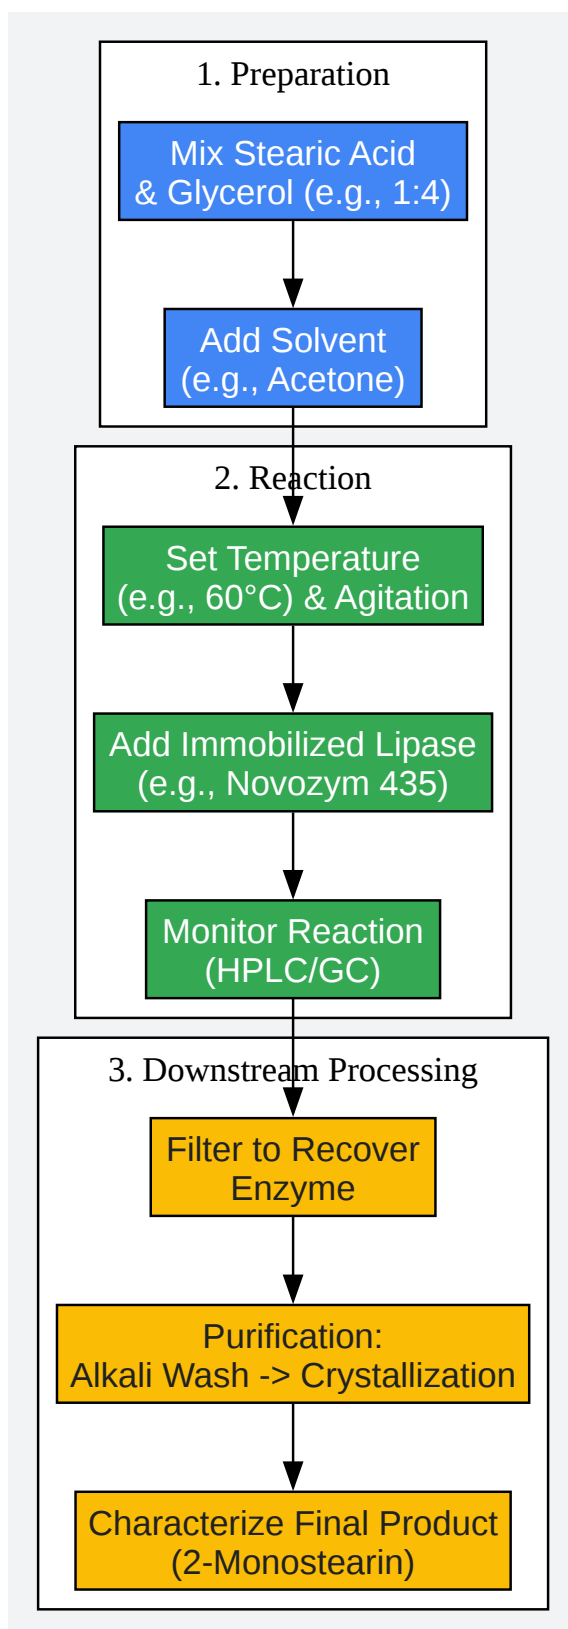 1. Preparation
Mix Stearic Acid
& Glycerol (e.g., 1:4)
Add Solvent
(e.g., Acetone)
2. Reaction
Set Temperature
(e.g., 60°C) & Agitation
Add Immobilized Lipase
(e.g., Novozym 435)
Monitor Reaction
(HPLC/GC)
3. Downstream Processing
Filter to Recover
Enzyme
Purification:
Alkali Wash -> Crystallization
Characterize Final Product
(2-Monostearin)